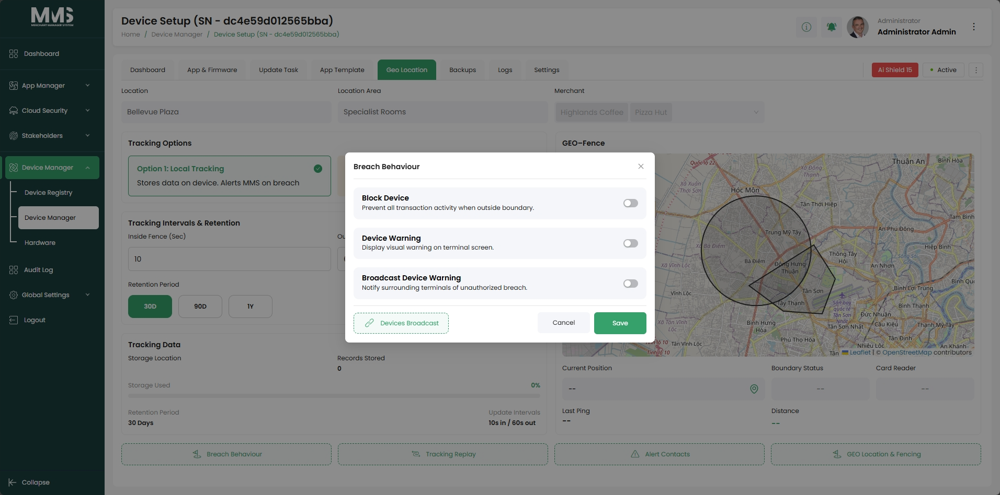 MMS
MERCHANT MANAGER SYSTEM
Dashboard
App Manager
Cloud Security
Stakeholders
Device Manager
Device Registry
Device Manager
Hardware
Audit Log
Global Settings
Logout
Collapse
Device Setup (SN - dc4e59d012565bba)
Home / Device Manager / Device Setup (SN - dc4e59d012565bba)
Administrator
Administrator Admin
Dashboard
App & Firmware
Update Task
App Template
Geo Location
Backups
Logs
Settings
Ai Shield 15
Active
Location
Location Area
Merchant
Bellevue Plaza
Specialist Rooms
Highlands Coffee
Pizza Hut
Tracking Options
Option 1: Local Tracking
Stores data on device. Alerts MMS on breach
Tracking Intervals & Retention
Inside Fence (Sec)
Ou
10
Retention Period
30D
90D
1Y
Tracking Data
Storage Location
Records Stored
0
Storage Used
0%
Retention Period
Update Intervals
30 Days
10s in / 60s out
Breach Behaviour
Block Device
Prevent all transaction activity when outside boundary.
Device Warning
Display visual warning on terminal screen.
Broadcast Device Warning
Notify surrounding terminals of unauthorized breach.
Devices Broadcast
Cancel
Save
GEO–Fence
Quốc lộ 22
Thuận An
Bình Hòa
Xã Đông
Thạnh
Xã Xuân
Thới Sơn
Hóc Môn
Tân Thới Hiệp
Tam Bình
Trung Mỹ Tây
An Phú Đông
Xã Bà Điểm
Hiệp Bình
Bà Điểm
Thông Tây
Hội
Sông Sài
Gòn
Xã Vĩnh Lộc
Đông Hưng
Thuận
An Nhơn
Bình Quớ
Vĩnh Lộc
Tân Sơn
Bình Lợi Trung
Tây Thạnh
Sân bay
quốc tế
Tân Sơn
Nhất
Bình Thạnh
Đức Nhuận
Xã Tân Vĩnh
Lộc
Bình Hưng
Hòa
Tân Sơn Nhất
Cầu Kiệu
Thạnh Mỹ Tây
Phú Thọ Hòa
Tân Định
Tỉnh lộ 10
Tân Vĩnh Lộc
Nhiêu Lộc
An Khánh
Tỉnh lộ 10
Tân
Leaflet | © OpenStreetMap contributors
Current Position
Boundary Status
Card Reader
--
--
--
Last Ping
Distance
--
--
Breach Behaviour
Tracking Replay
Alert Contacts
GEO Location & Fencing